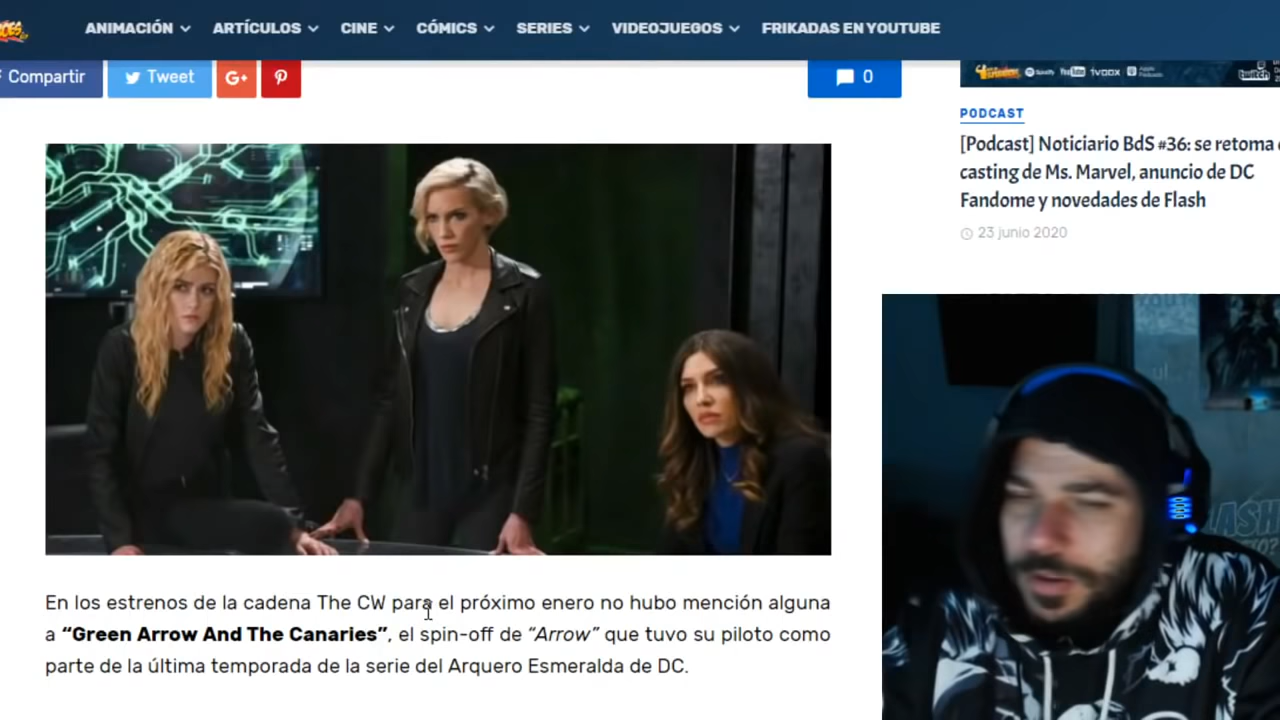 ANIMACIÓN ARTÍCULOS CINE CÓMICS SERIES VIDEOJUEGOS FRIKADAS EN YOUTUBE
Compartir Tweet G+ 0
iVOOX
twitch
PODCAST
[Podcast] Noticiario BdS #36: se retoma
casting de Ms. Marvel, anuncio de DC
Fandome y novedades de Flash
23 junio 2020
En los estrenos de la cadena The CW para el próximo enero no hubo mención alguna
a “Green Arrow And The Canaries”, el spin-off de “Arrow” que tuvo su piloto como
parte de la última temporada de la serie del Arquero Esmeralda de DC.